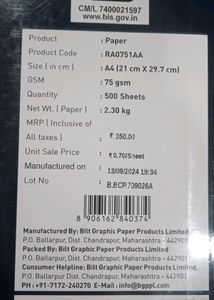 CM/L 7400021597
www.bis.gov.in
Product : Paper
Product Code : RA0751AA
Size (in cm) : A4 (21 cm X 29.7 cm)
GSM : 75 gsm
Quantity : 500 Sheets
Net Wt. ( Paper ) : 2.30 kg
MRP ( Inclusive of
All taxes ) : ₹ 350.00
Unit Sale Price : ₹ 0.70/Sheet
Manufactured on : 13/09/2024 19:34
Lot No : B.BCP.709026A
8 906162 840374
Manufactured By: Bilt Graphic Paper Products Limited
P.O. Ballarpur, Dist. Chandrapur, Maharashtra – 442901
Packed By: Bilt Graphic Paper Products Limited
P.O. Ballarpur, Dist. Chandrapur, Maharashtra – 442901
Consumer Helpline: Bilt Graphic Paper Products Limited
P.O. Ballarpur, Dist. Chandrapur, Maharashtra – 442901
PH : +91-7172-240270 E-mail : info@bgppl.com